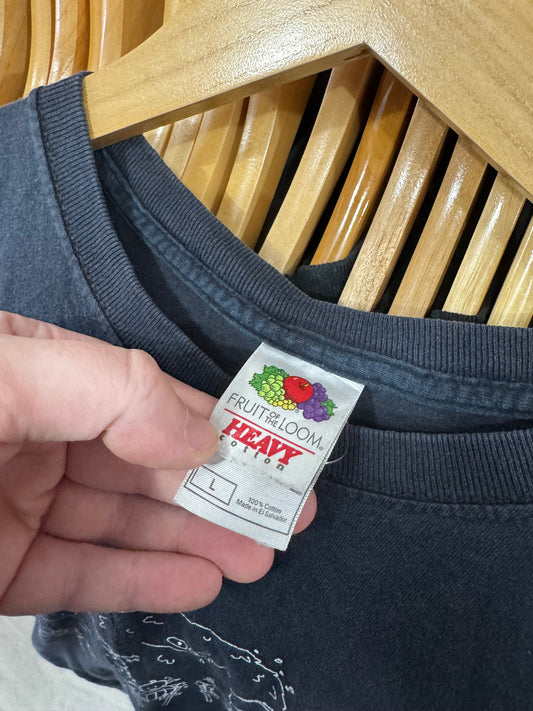 FRUIT OF THE LOOM®
HEAVY
cotton
L
100% Cotton
Made in El Salvador